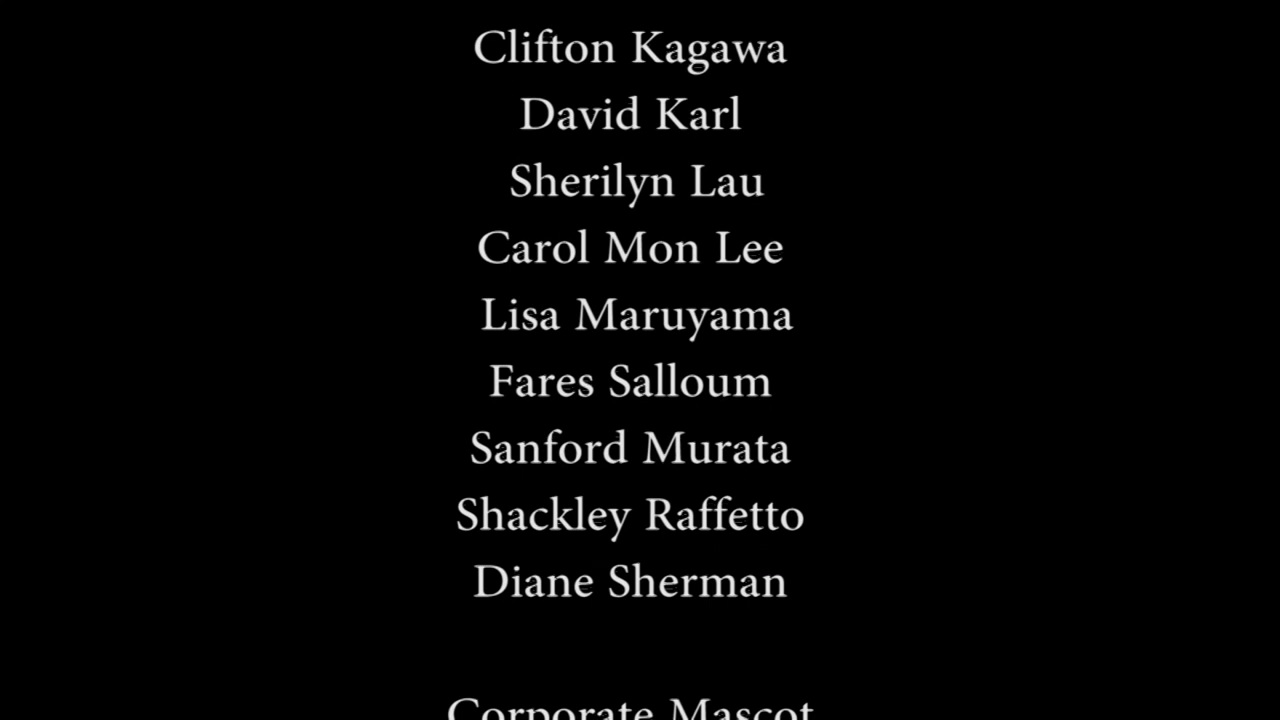 Clifton Kagawa
David Karl
Sherilyn Lau
Carol Mon Lee
Lisa Maruyama
Fares Salloum
Sanford Murata
Shackley Raffetto
Diane Sherman
Corporate Mascot